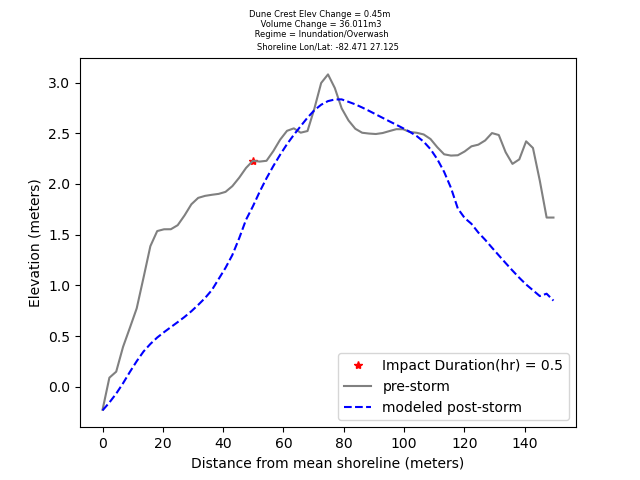 Dune Crest Elev Change = 0.45m
Volume Change = 36.011m3
Regime = Inundation/Overwash
Shoreline Lon/Lat: -82.471 27.125
3.0
2.5
2.0
1.5
1.0
0.5
0.0
Elevation (meters)
Impact Duration(hr) = 0.5
pre-storm
modeled post-storm
0 20 40 60 80 100 120 140
Distance from mean shoreline (meters)